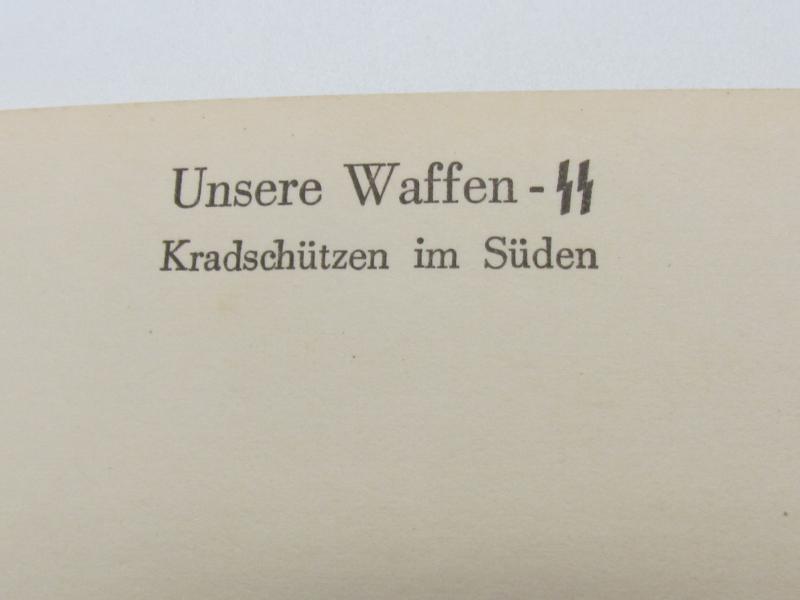 Unsere Waffen-ᛋᛋ
Kradschützen im Süden